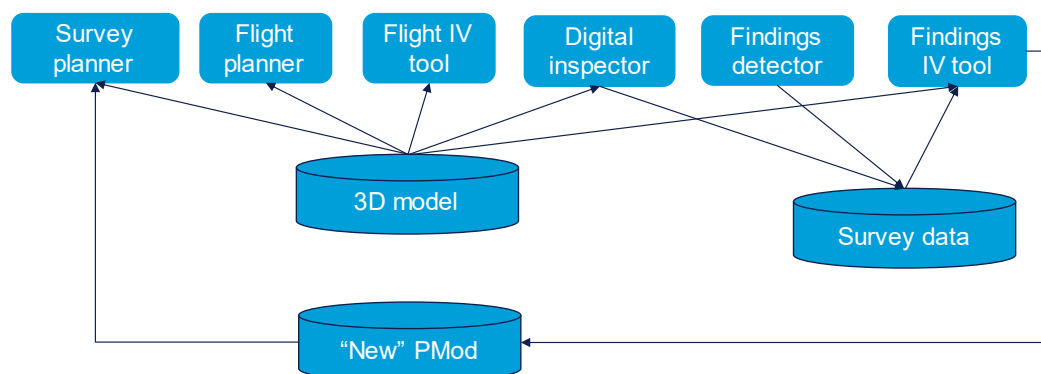 Survey
planner
Flight
planner
Flight IV
tool
Digital
inspector
Findings
detector
Findings
IV tool
3D model
Survey data
“New” PMod